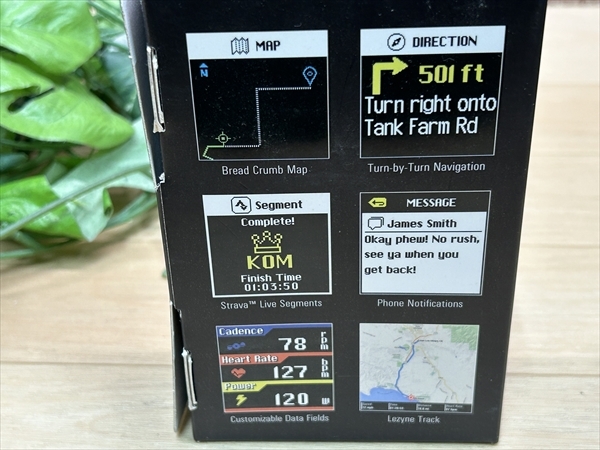 MAP
N
Bread Crumb Map
DIRECTION
501 ft
Turn right onto
Tank Farm Rd
Turn-by-Turn Navigation
Segment
Complete!
KOM
Finish Time
01:03:50
Strava™ Live Segments
MESSAGE
James Smith
Okay phew! No rush,
see ya when you
get back!
Phone Notifications
Cadence
78 rpm
Heart Rate
127 bpm
Power
120 w
Customizable Data Fields
Lezyne Track